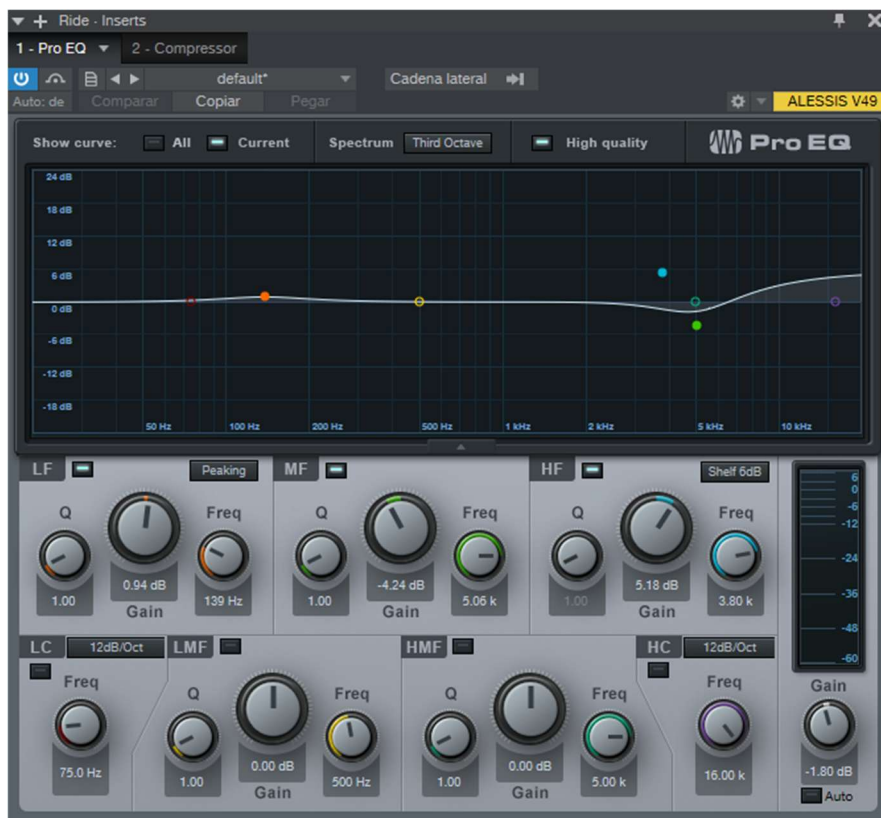 Ride - Inserts
1 - Pro EQ 2 - Compressor
default* Cadena lateral
Auto: de Comparar Copiar Pegar ALESSIS V49
Show curve: All Current Spectrum Third Octave High quality Pro EQ
24 dB
18 dB
12 dB
6 dB
0 dB
-6 dB
-12 dB
-18 dB
50 Hz 100 Hz 200 Hz 500 Hz 1 kHz 2 kHz 5 kHz 10 kHz
LF Peaking MF HF Shelf 6dB
Q Freq Q Freq Q Freq
1.00 0.94 dB 139 Hz 1.00 -4.24 dB 5.06 k 1.00 5.18 dB 3.80 k
Gain Gain Gain
6
0
-6
-12
-24
-36
-48
-60
LC 12dB/Oct LMF HMF HC 12dB/Oct
Freq Q Freq Q Freq Freq Gain
75.0 Hz 1.00 0.00 dB 500 Hz 1.00 0.00 dB 5.00 k 16.00 k -1.80 dB
Gain Gain Auto